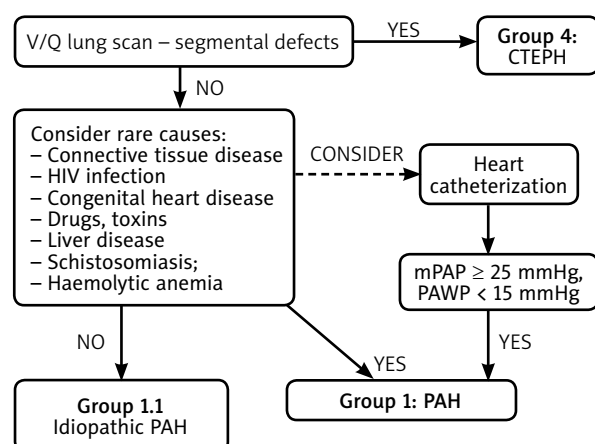 V/Q lung scan – segmental defects
YES
Group 4:
CTEPH
NO
Consider rare causes:
– Connective tissue disease
– HIV infection
– Congenital heart disease
– Drugs, toxins
– Liver disease
– Schistosomiasis;
– Haemolytic anemia
CONSIDER
Heart
catheterization
mPAP ≥ 25 mmHg,
PAWP < 15 mmHg
NO
YES
YES
Group 1.1
Idiopathic PAH
Group 1: PAH